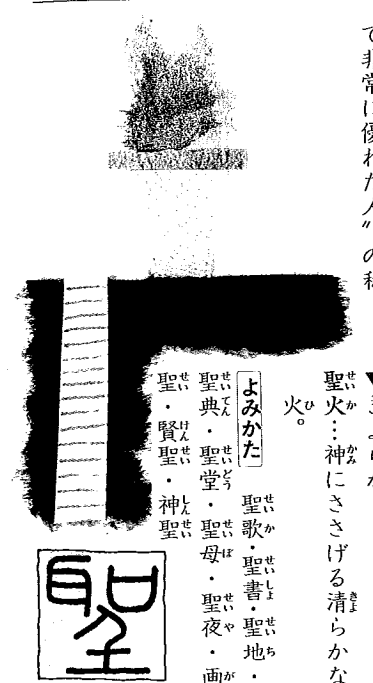 で非常に優れた人〟の
聖火…神にささげる清らかな
火。
よみかた 聖歌・聖書・聖地・
聖典・聖堂・聖母・聖夜・画
聖・賢聖・神聖
聖